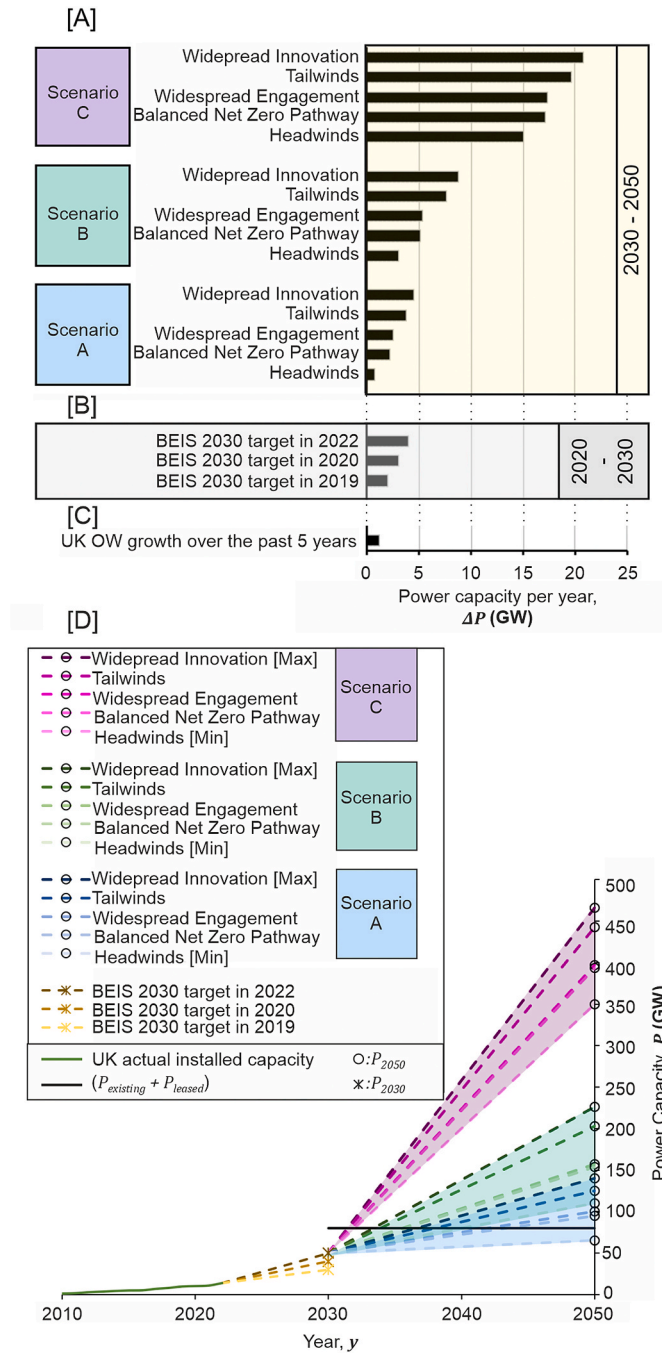 [A]
Scenario
C
Widepread Innovation
Tailwinds
Widespread Engagement
Balanced Net Zero Pathway
Headwinds
Scenario
B
Widepread Innovation
Tailwinds
Widespread Engagement
Balanced Net Zero Pathway
Headwinds
Scenario
A
Widepread Innovation
Tailwinds
Widespread Engagement
Balanced Net Zero Pathway
Headwinds
2030 - 2050
[B]
BEIS 2030 target in 2022
BEIS 2030 target in 2020
BEIS 2030 target in 2019
2020
-
2030
[C]
UK OW growth over the past 5 years
0 5 10 15 20 25
Power capacity per year,
ΔP (GW)
[D]
Widepread Innovation [Max]
Tailwinds
Widespread Engagement
Balanced Net Zero Pathway
Headwinds [Min]
Scenario
C
Widepread Innovation [Max]
Tailwinds
Widespread Engagement
Balanced Net Zero Pathway
Headwinds [Min]
Scenario
B
Widepread Innovation [Max]
Tailwinds
Widespread Engagement
Balanced Net Zero Pathway
Headwinds [Min]
Scenario
A
BEIS 2030 target in 2022
BEIS 2030 target in 2020
BEIS 2030 target in 2019
UK actual installed capacity
(P_existing + P_leased)
:P_2050
:P_2030
500
450
400
350
300
250
200
150
100
50
0
Power Capacity, P (GW)
2010 2020 2030 2040 2050
Year, y